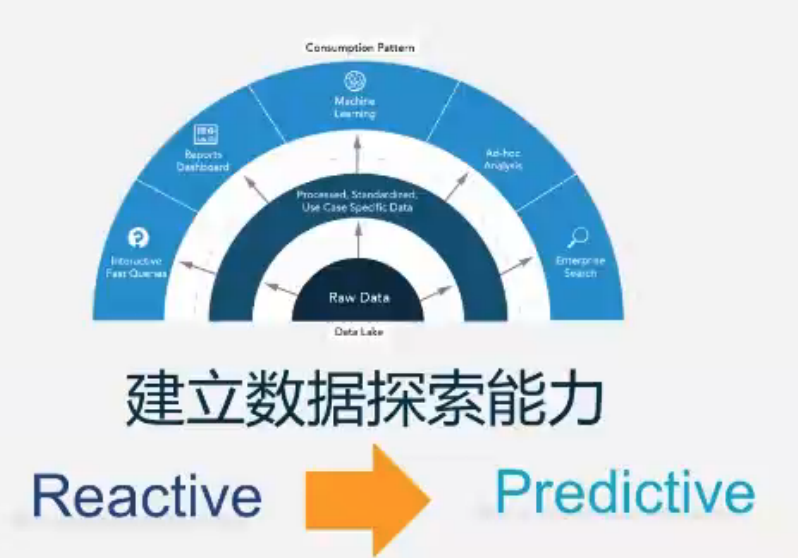 Consumption Pattern
Machine
Learning
Reports
Dashboard
Ad-hoc
Analysis
Processed, Standardized,
Use Case Specific Data
Interactive
Fast Queries
Enterprise
Search
Raw Data
Data Lake
建立数据探索能力
Reactive
Predictive